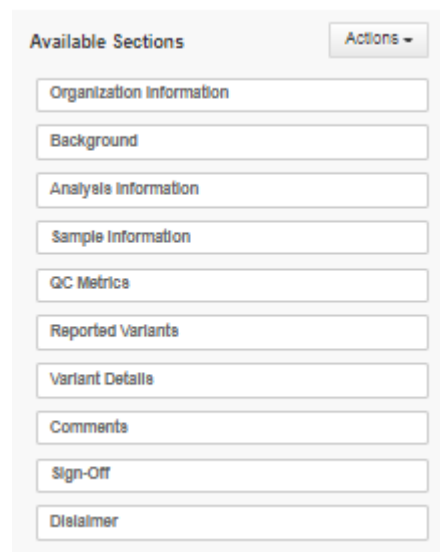 Available Sections
Actions
Organization Information
Background
Analysis Information
Sample Information
QC Metrics
Reported Variants
Variant Details
Comments
Sign-Off
Dislaimer